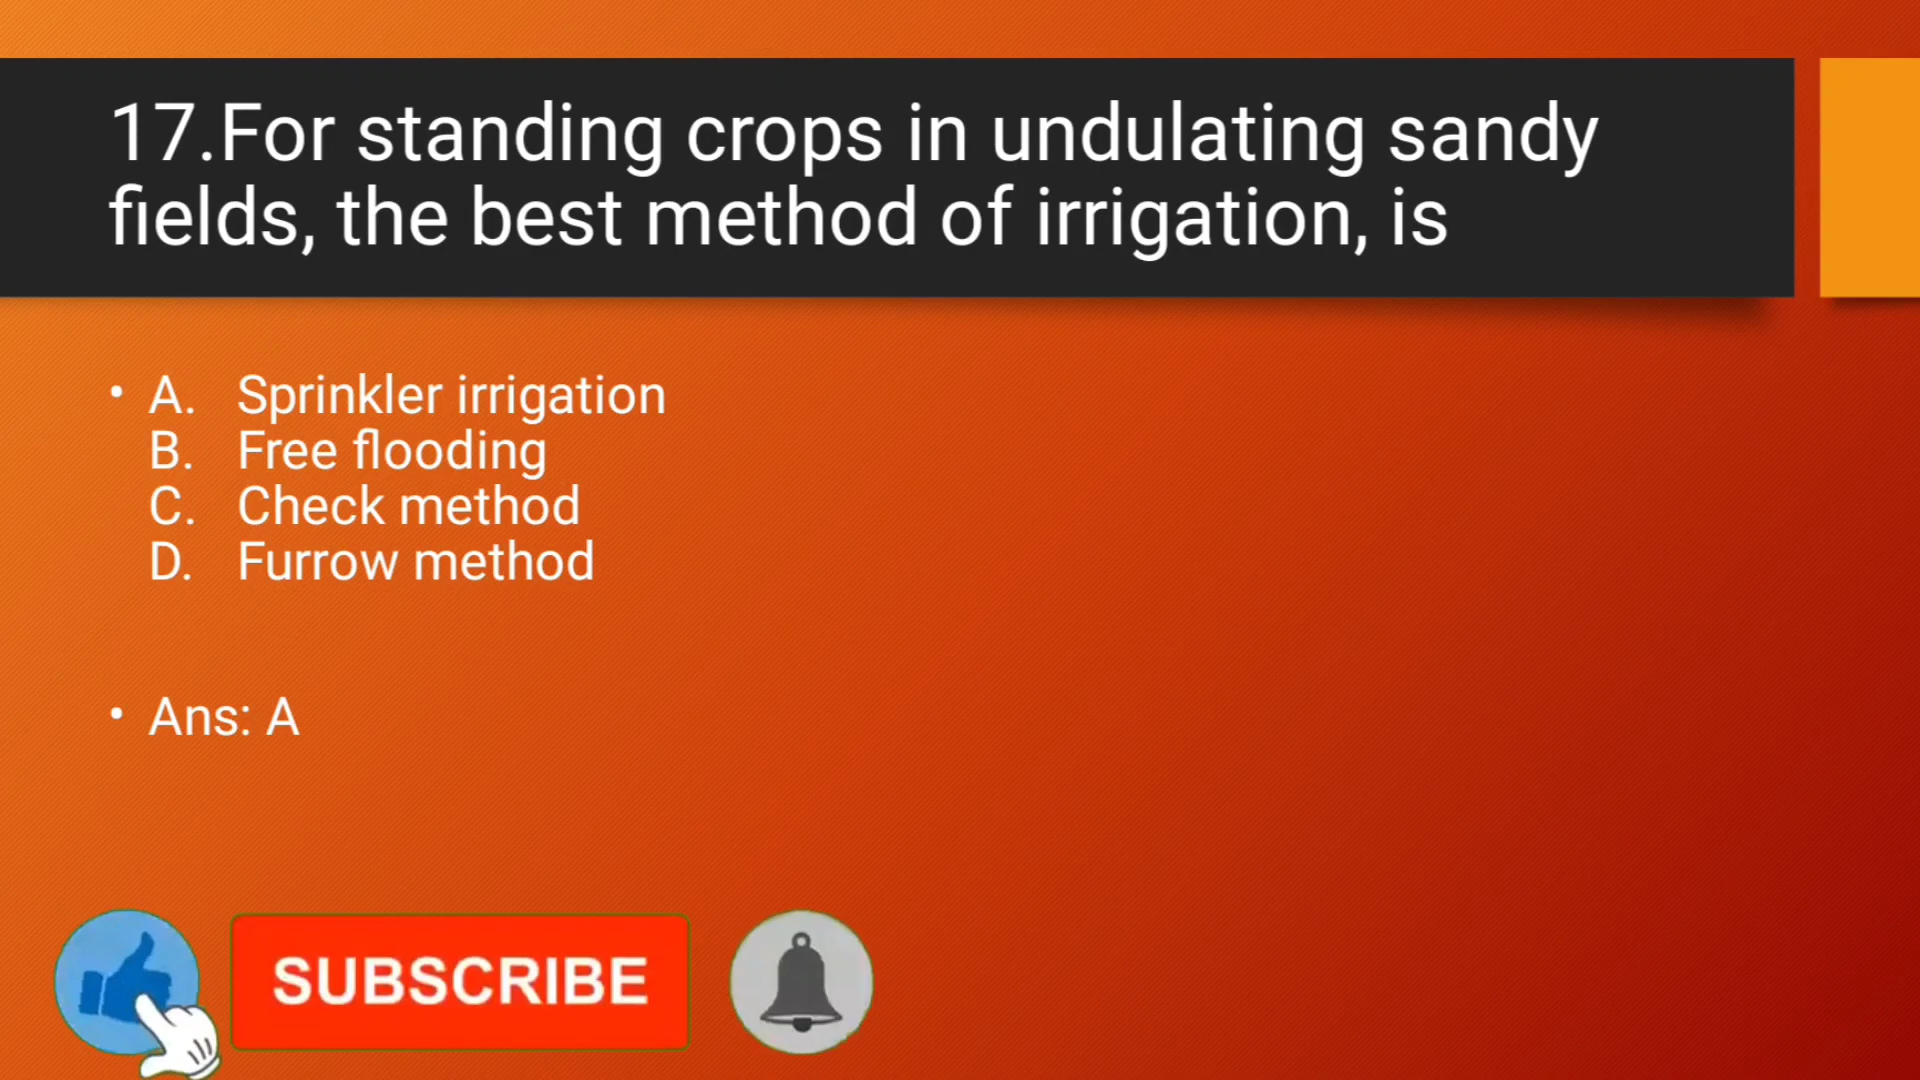 17.For standing crops in undulating sandy
fields, the best method of irrigation, is
• A. Sprinkler irrigation
B. Free flooding
C. Check method
D. Furrow method
• Ans: A
SUBSCRIBE